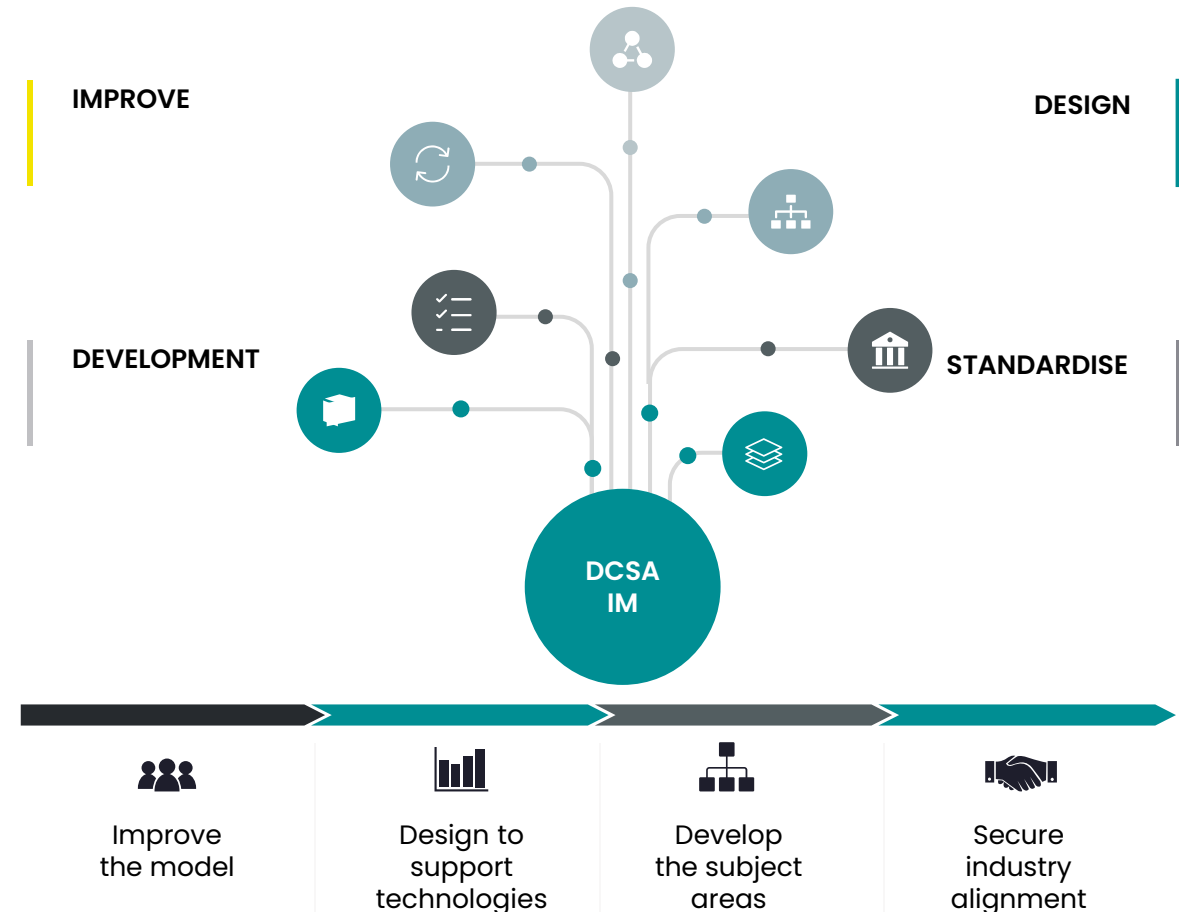 IMPROVE
DESIGN
DEVELOPMENT
STANDARDISE
DCSA
IM
Improve
the model
Design to
support
technologies
Develop
the subject
areas
Secure
industry
alignment